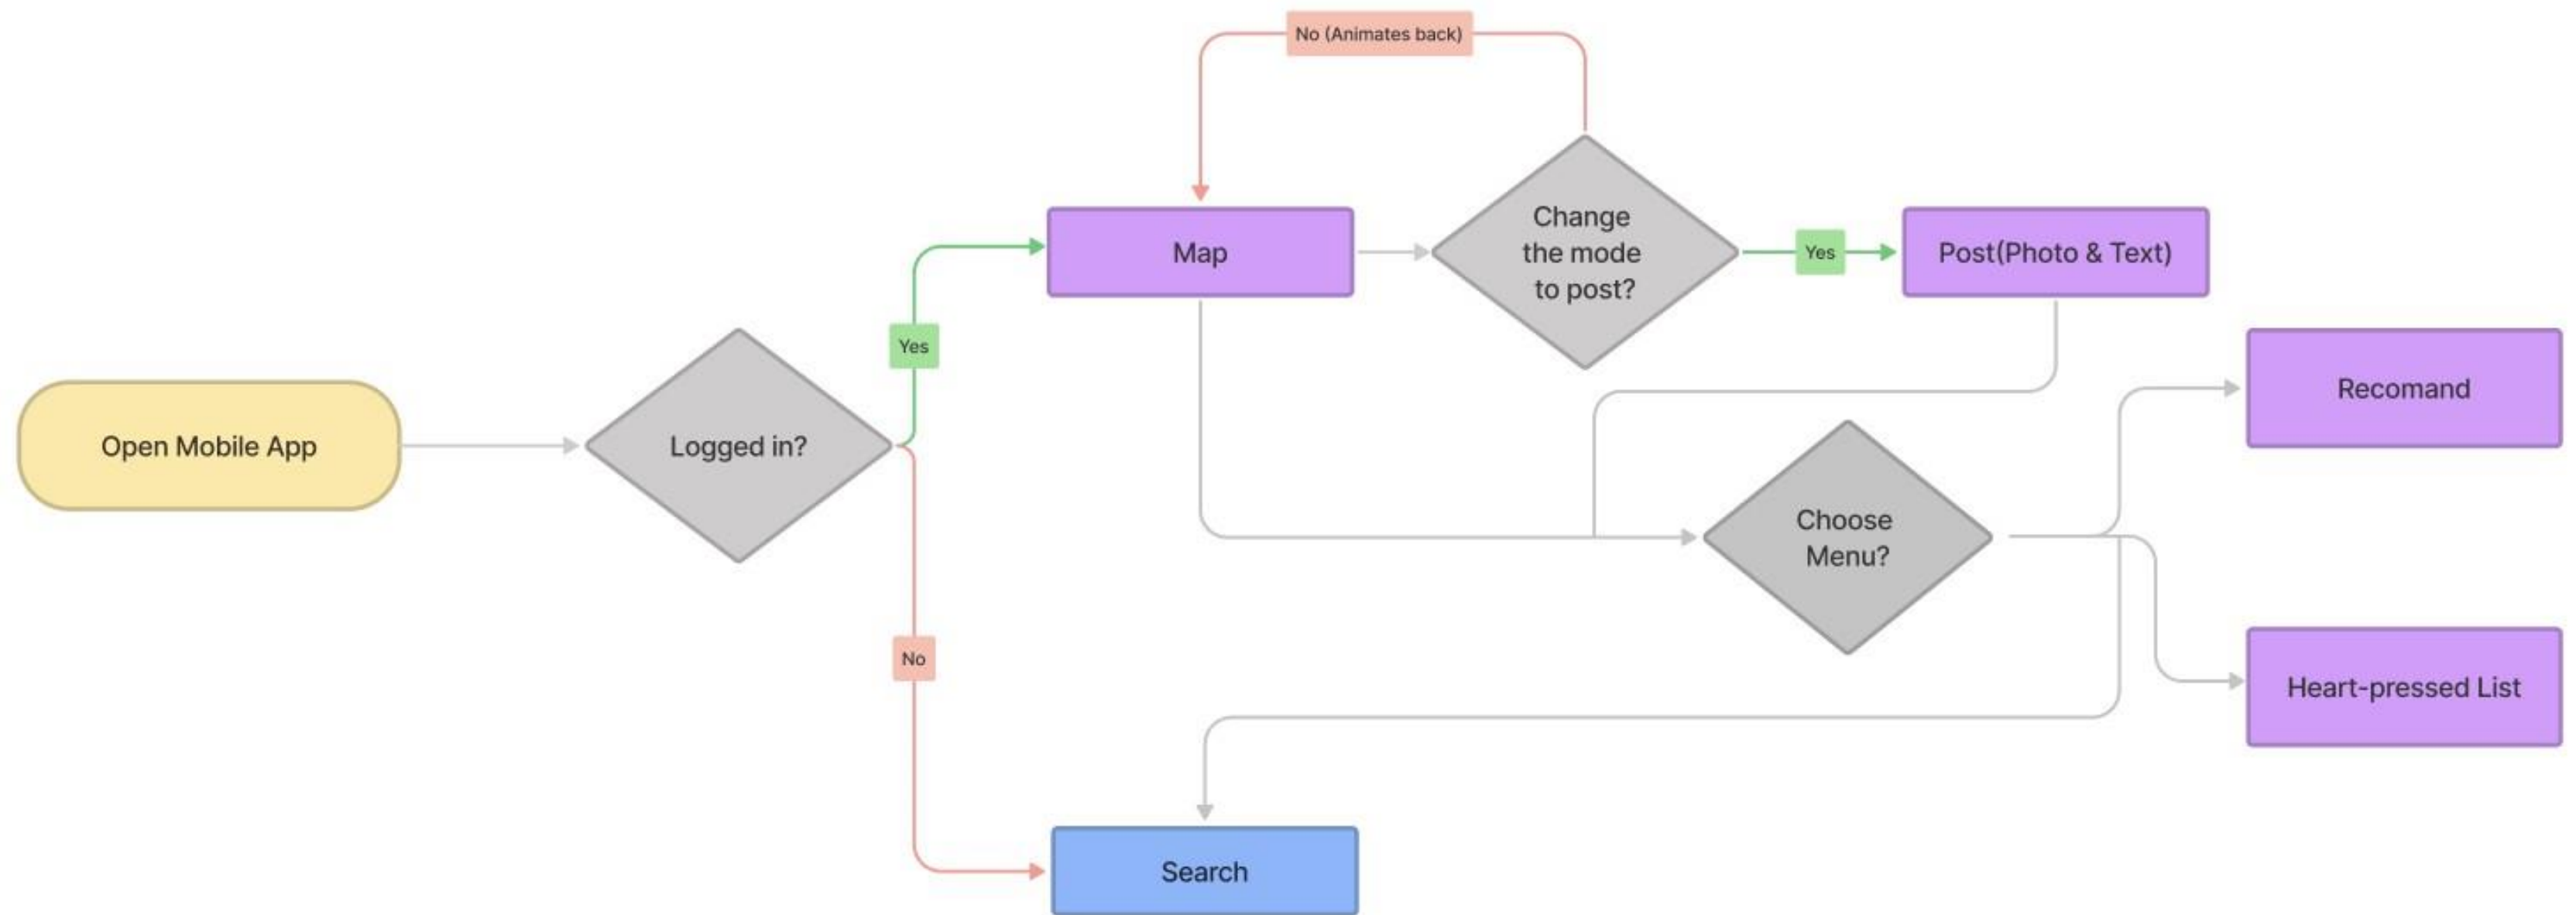 No (Animates back)
Change
the mode
to post?
Map
Yes
Post(Photo & Text)
Yes
Recomand
Open Mobile App
Logged in?
Choose
Menu?
No
Heart-pressed List
Search